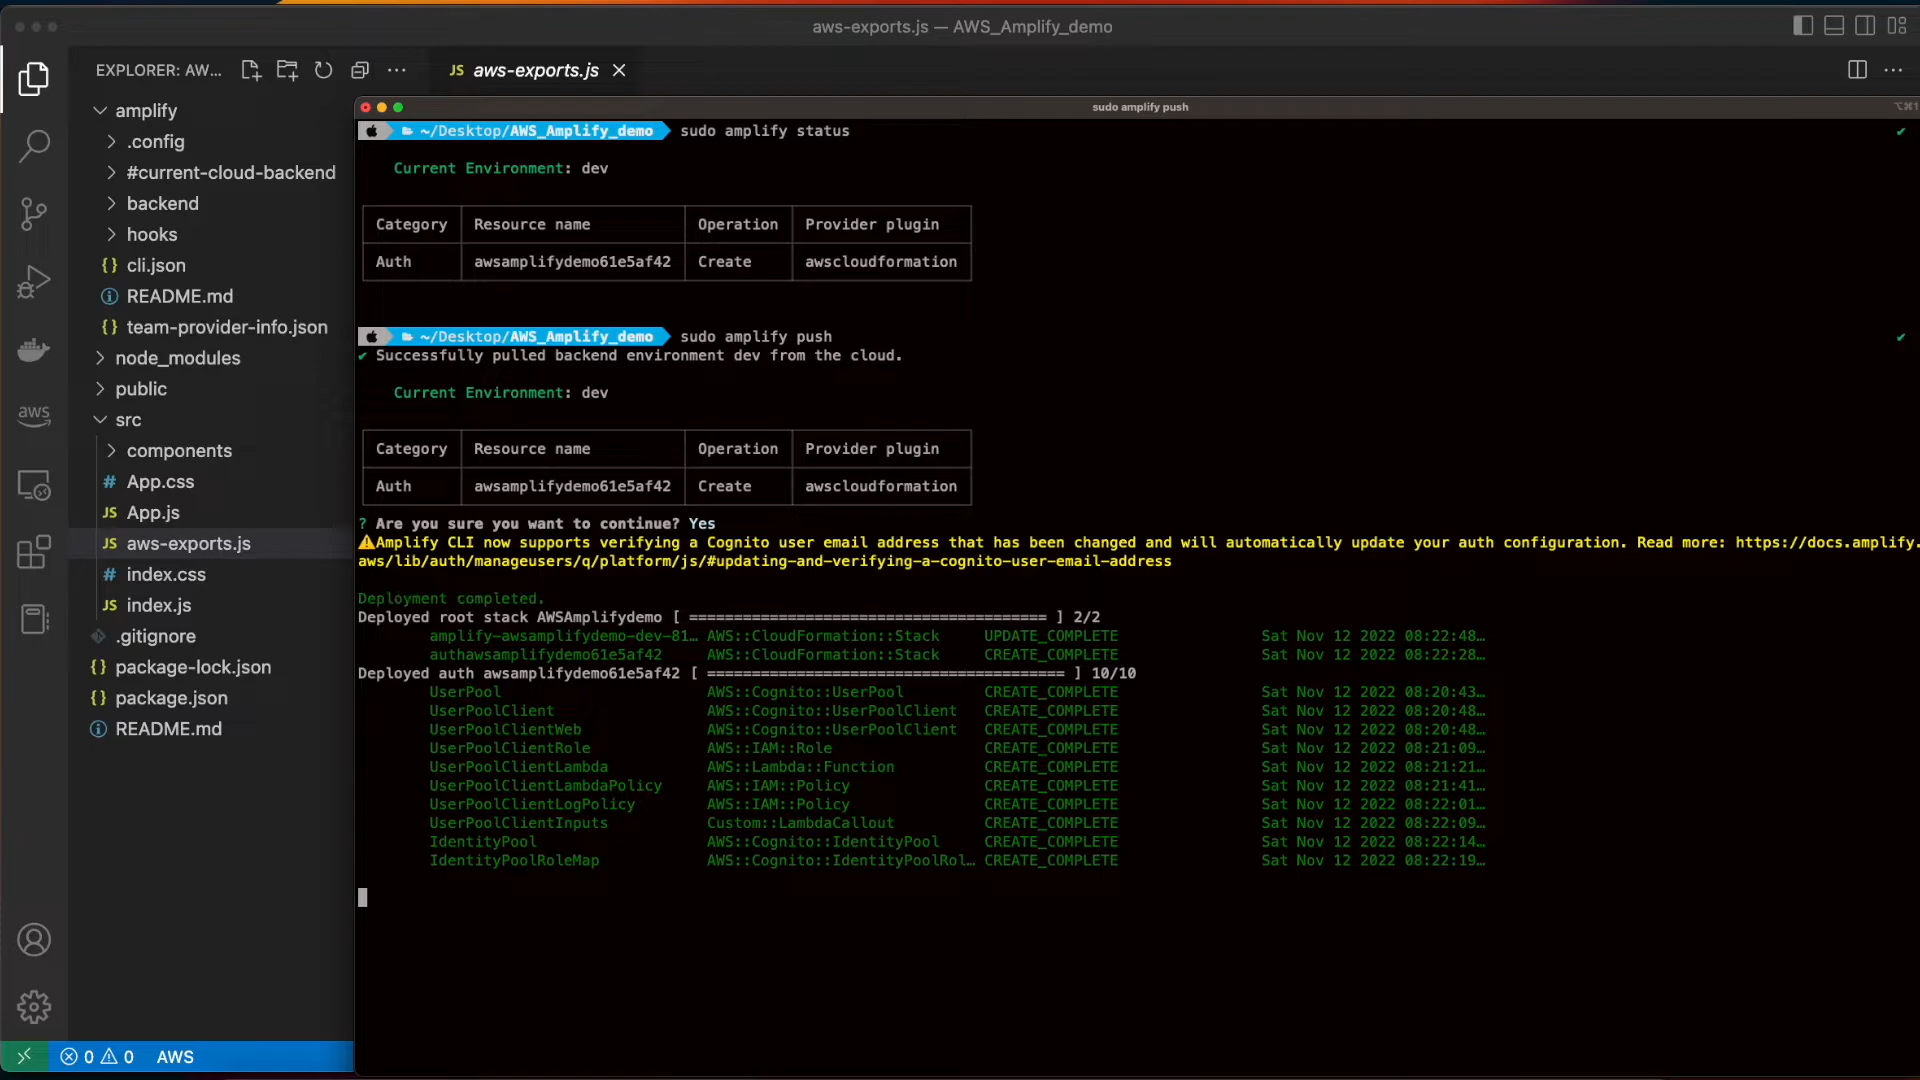 aws-exports.js — AWS_Amplify_demo
EXPLORER: AW...
JS aws-exports.js
amplify
.config
#current-cloud-backend
backend
hooks
{} cli.json
README.md
{} team-provider-info.json
node_modules
public
src
components
# App.css
JS App.js
JS aws-exports.js
# index.css
JS index.js
.gitignore
{} package-lock.json
{} package.json
README.md
aws
0 0 AWS
sudo amplify push
⌥⌘1
~/Desktop/AWS_Amplify_demo sudo amplify status ✔
Current Environment: dev
Category Resource name Operation Provider plugin
Auth awsamplifydemo61e5af42 Create awscloudformation
~/Desktop/AWS_Amplify_demo sudo amplify push ✔
✔ Successfully pulled backend environment dev from the cloud.
Current Environment: dev
Category Resource name Operation Provider plugin
Auth awsamplifydemo61e5af42 Create awscloudformation
? Are you sure you want to continue? Yes
⚠Amplify CLI now supports verifying a Cognito user email address that has been changed and will automatically update your auth configuration. Read more: https://docs.amplify.
aws/lib/auth/manageusers/q/platform/js/#updating-and-verifying-a-cognito-user-email-address
Deployment completed.
Deployed root stack AWSAmplifydemo [ ======================================== ] 2/2
amplify-awsamplifydemo-dev-81… AWS::CloudFormation::Stack UPDATE_COMPLETE Sat Nov 12 2022 08:22:48…
authawsamplifydemo61e5af42 AWS::CloudFormation::Stack CREATE_COMPLETE Sat Nov 12 2022 08:22:28…
Deployed auth awsamplifydemo61e5af42 [ ======================================== ] 10/10
UserPool AWS::Cognito::UserPool CREATE_COMPLETE Sat Nov 12 2022 08:20:43…
UserPoolClient AWS::Cognito::UserPoolClient CREATE_COMPLETE Sat Nov 12 2022 08:20:48…
UserPoolClientWeb AWS::Cognito::UserPoolClient CREATE_COMPLETE Sat Nov 12 2022 08:20:48…
UserPoolClientRole AWS::IAM::Role CREATE_COMPLETE Sat Nov 12 2022 08:21:09…
UserPoolClientLambda AWS::Lambda::Function CREATE_COMPLETE Sat Nov 12 2022 08:21:21…
UserPoolClientLambdaPolicy AWS::IAM::Policy CREATE_COMPLETE Sat Nov 12 2022 08:21:41…
UserPoolClientLogPolicy AWS::IAM::Policy CREATE_COMPLETE Sat Nov 12 2022 08:22:01…
UserPoolClientInputs Custom::LambdaCallout CREATE_COMPLETE Sat Nov 12 2022 08:22:09…
IdentityPool AWS::Cognito::IdentityPool CREATE_COMPLETE Sat Nov 12 2022 08:22:14…
IdentityPoolRoleMap AWS::Cognito::IdentityPoolRol… CREATE_COMPLETE Sat Nov 12 2022 08:22:19…